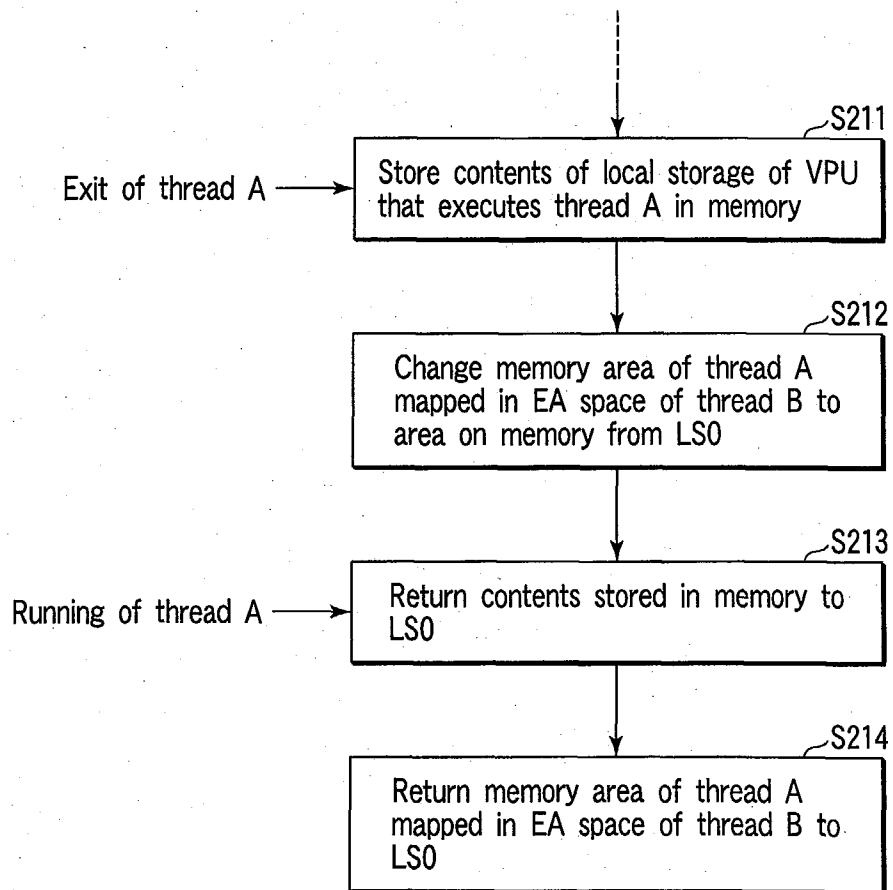 S211
Exit of thread A
Store contents of local storage of VPU
that executes thread A in memory
S212
Change memory area of thread A
mapped in EA space of thread B to
area on memory from LS0
S213
Running of thread A
Return contents stored in memory to
LS0
S214
Return memory area of thread A
mapped in EA space of thread B to
LS0